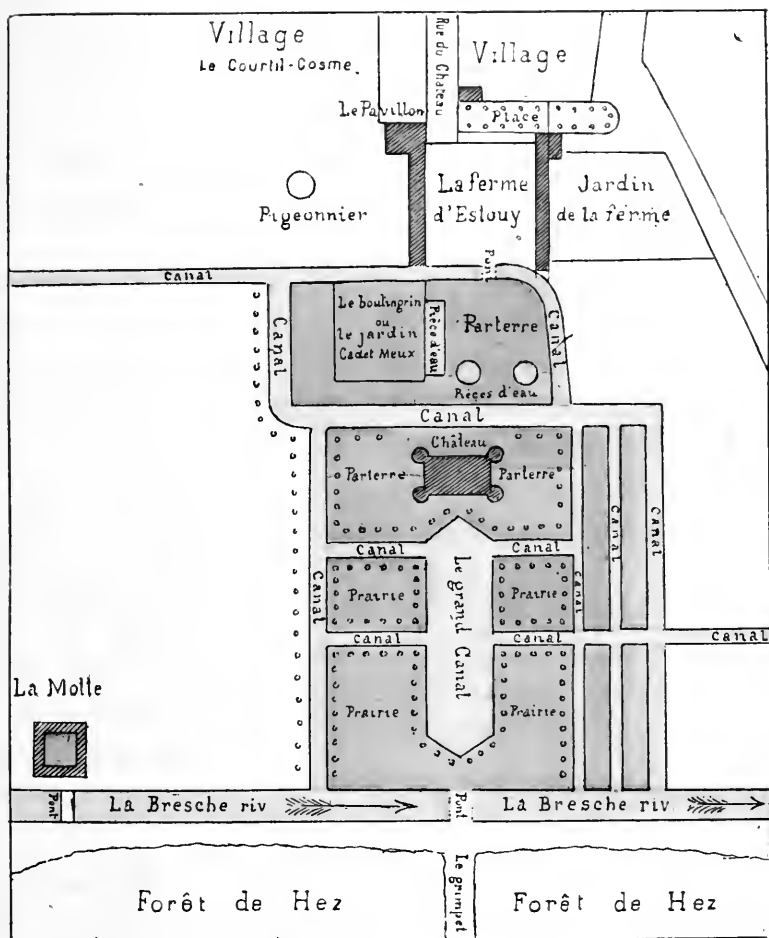 Village
Le Courtil-Cosme.
Rue du Chateau
Village
Le Pavillon
Place
Pigeonnier
La ferme
d'Estouy
Jardin
de la ferme
Canal
Pont
Canal
Le boulingrin
ou
le jardin
Cadet Meux
Pièce d'eau
Parterre
Canal
Pièces d'eau
Canal
Château
Parterre
Parterre
Canal
Canal
Canal
Canal
Canal
Canal
Canal
Le grand Canal
Prairie
Prairie
Canal
Canal
Canal
La Motte
Prairie
Prairie
Pont
La Bresche riv
Pont
La Bresche riv
Le grimpet
Forêt de Hez
Forêt de Hez